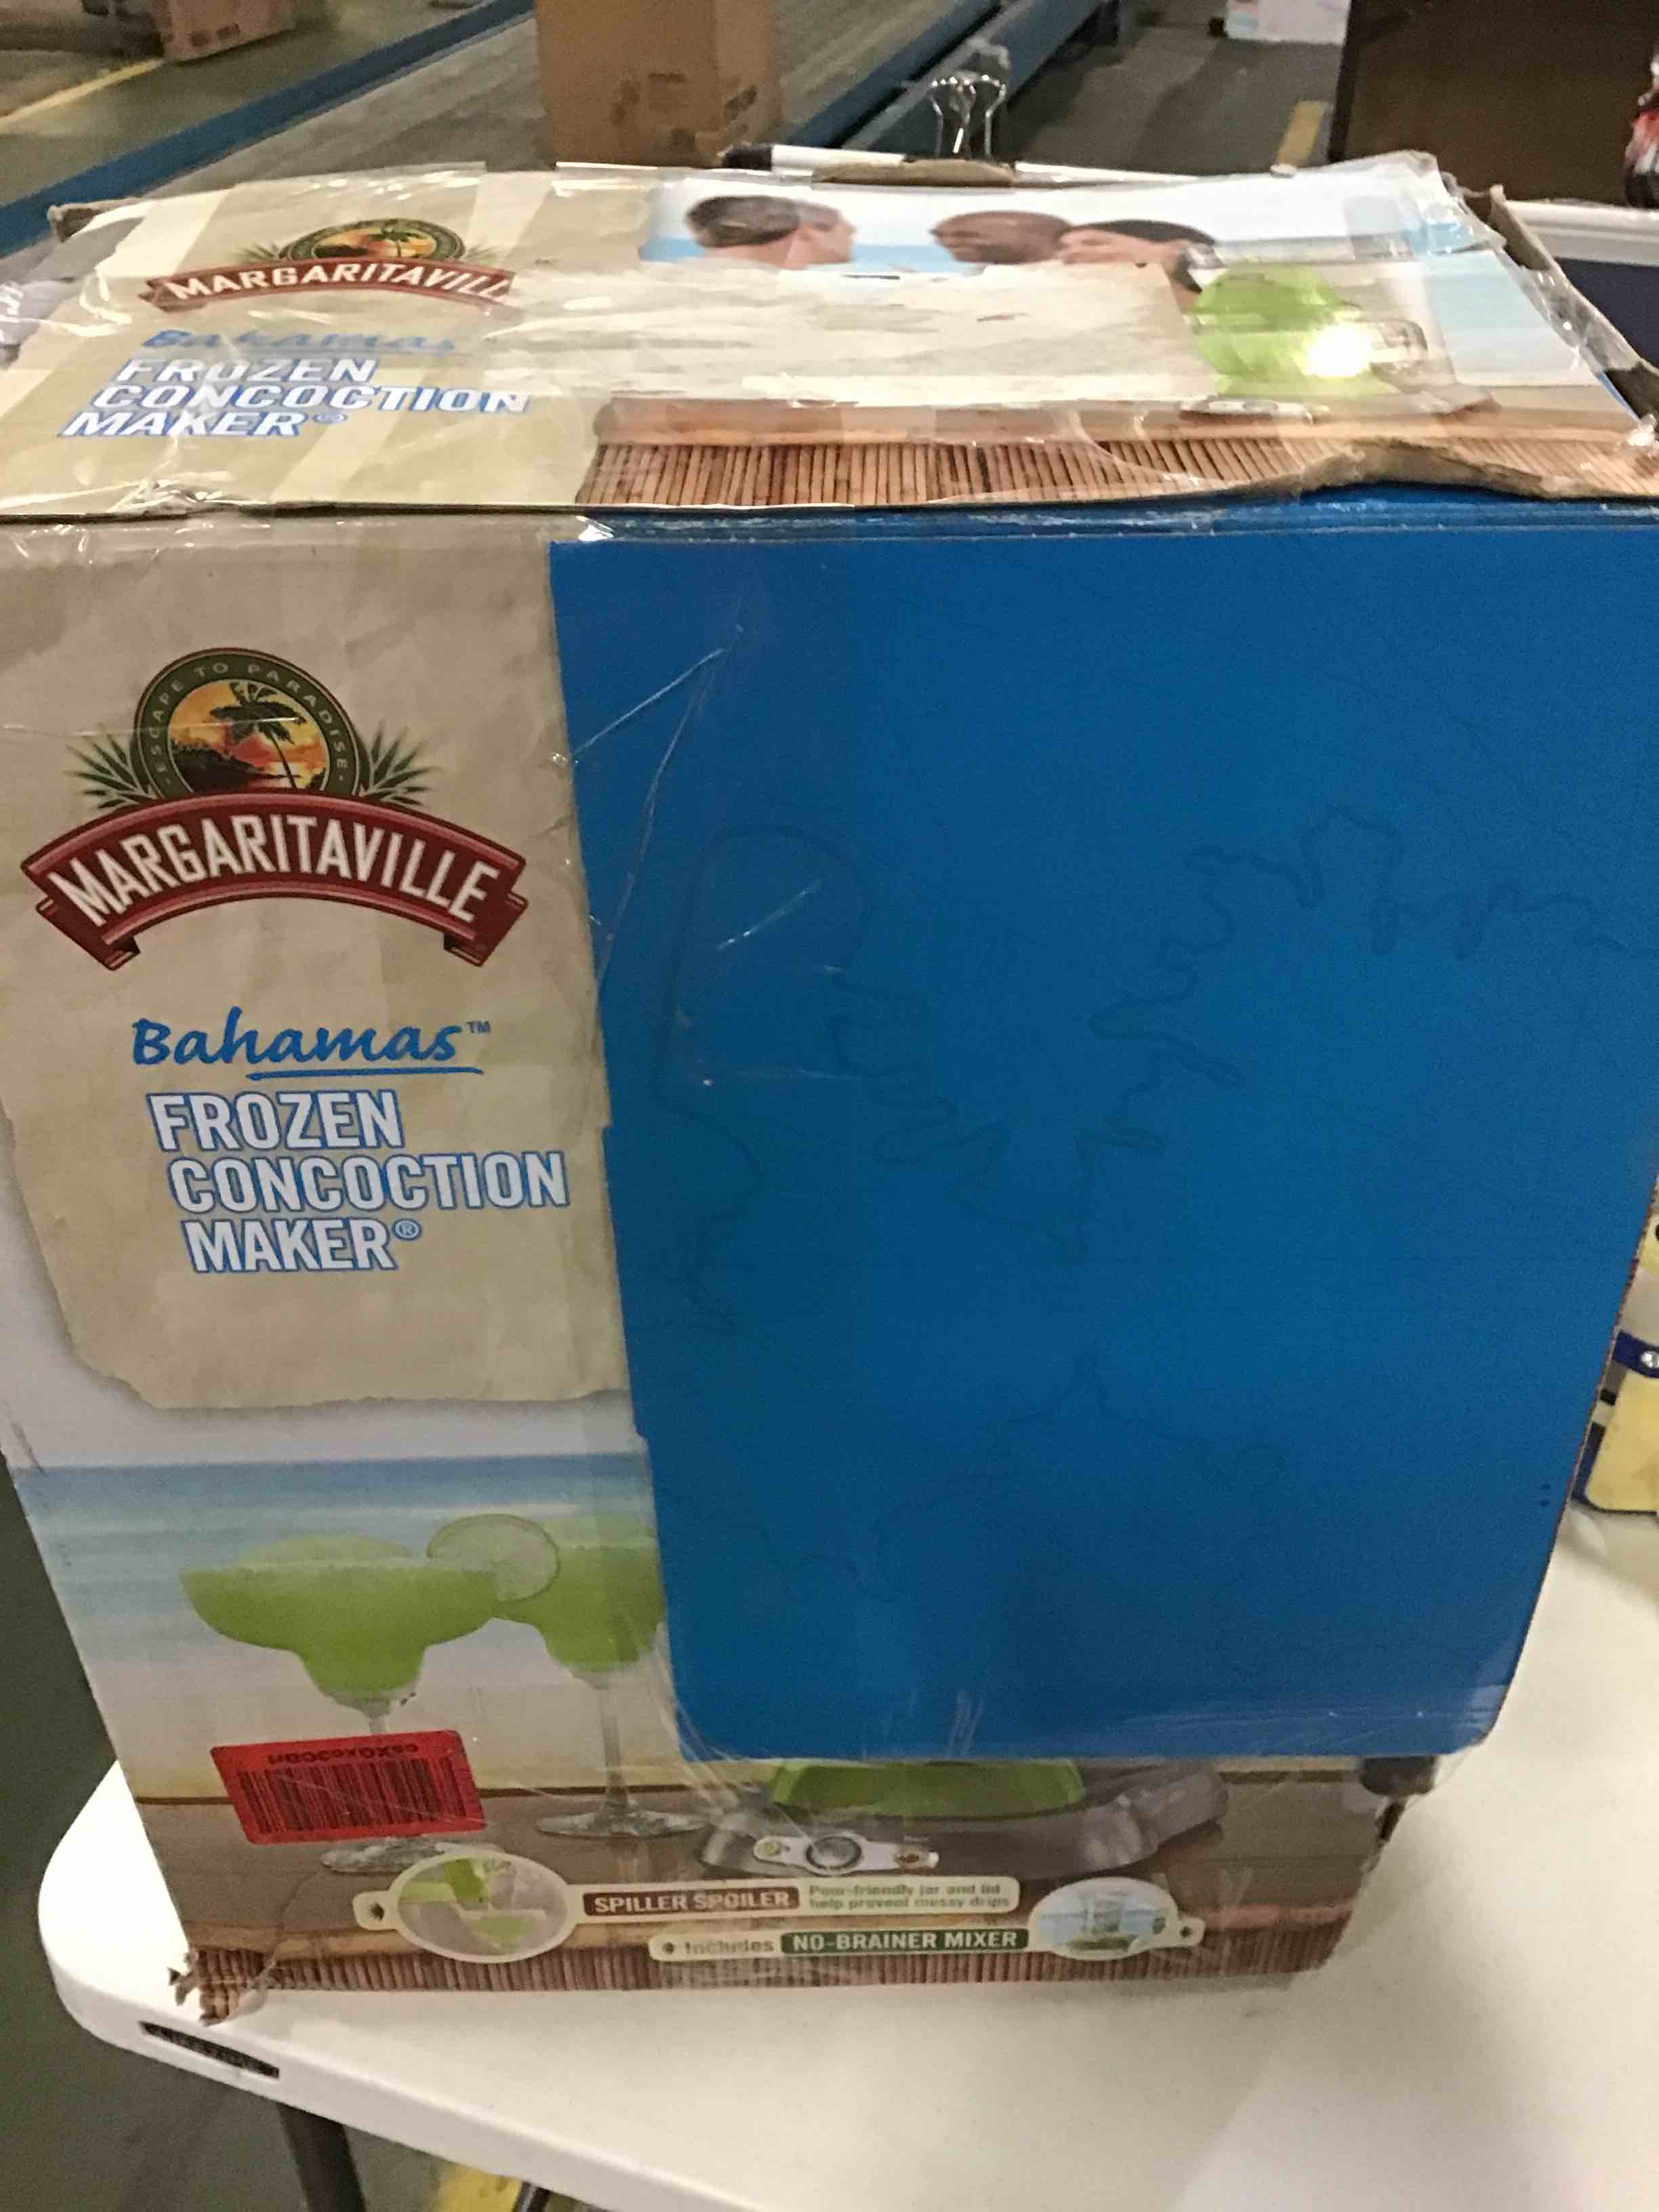 MARGARITAVILLE
Bahamas
FROZEN
CONCOCTION
MAKER®
ESCAPE TO PARADISE
MARGARITAVILLE
Bahamas™
FROZEN
CONCOCTION
MAKER®
csXGxc3CBrl
SPILLER SPOILER Pour-friendly jar and lid
help prevent messy drips
Includes NO-BRAINER MIXER